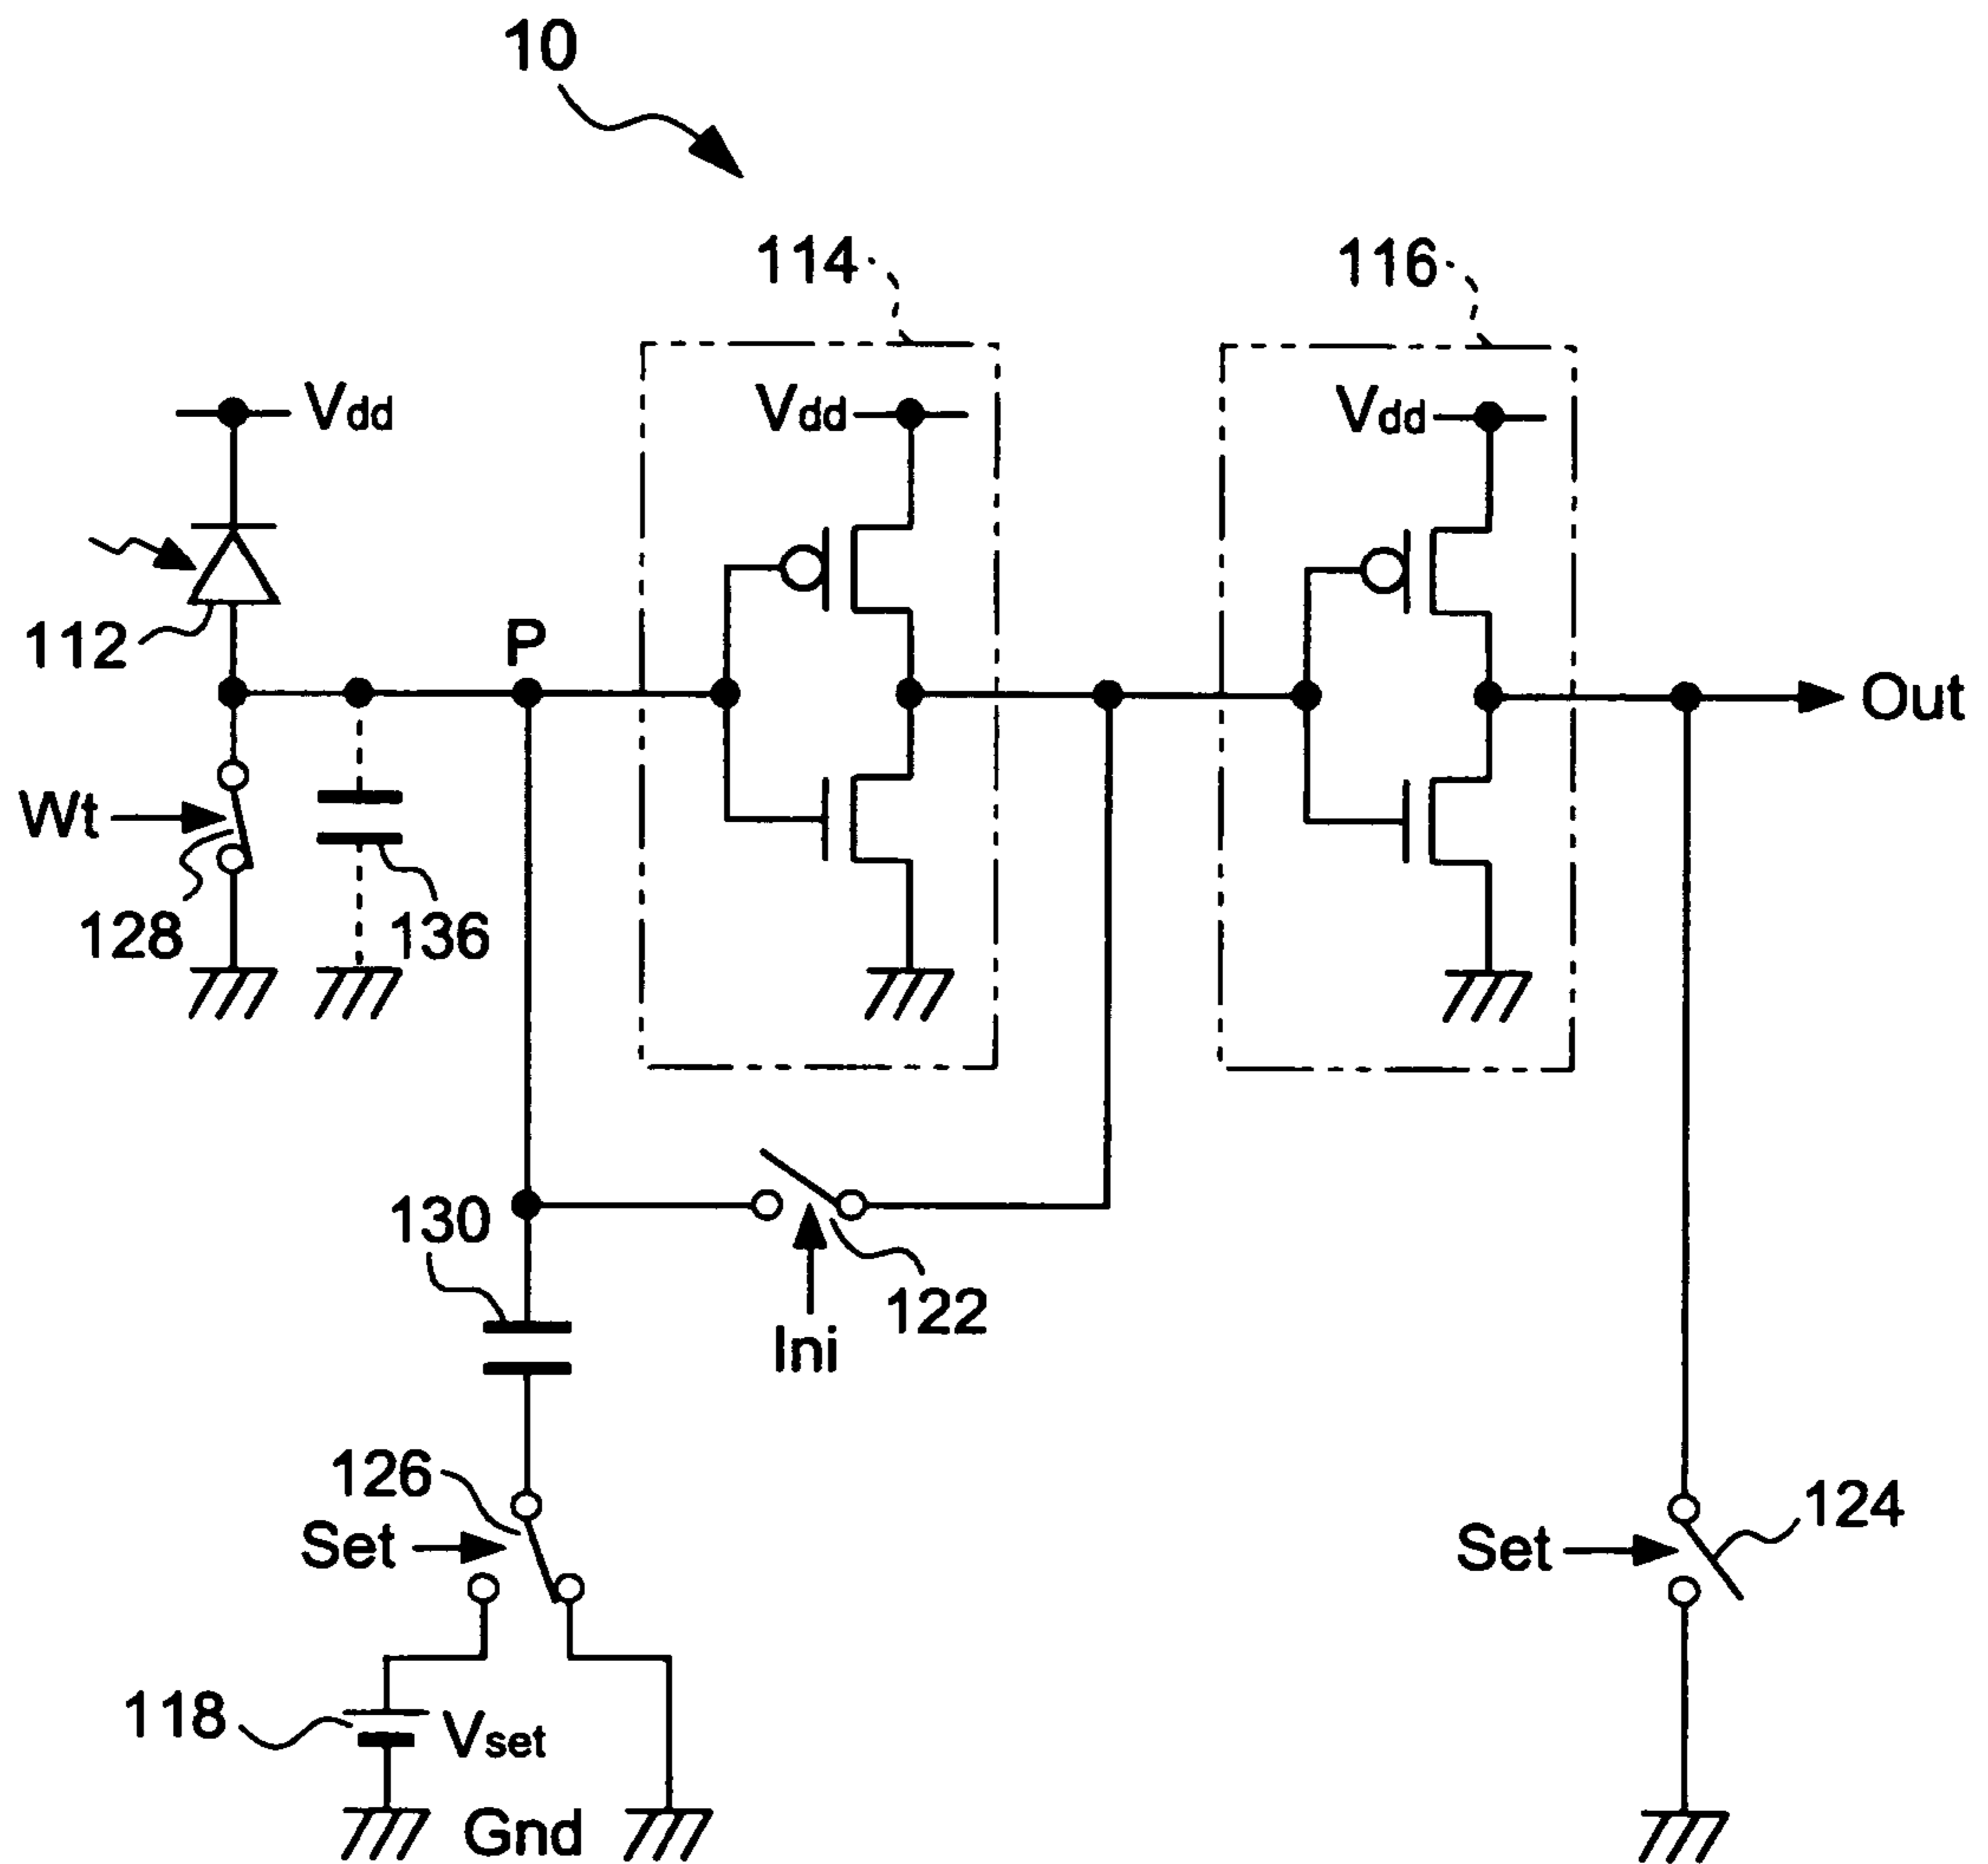 10
114
116
Vdd
Vdd
Vdd
112
P
Out
Wt
128
136
130
122
Ini
126
Set
Set
124
118
Vset
Gnd